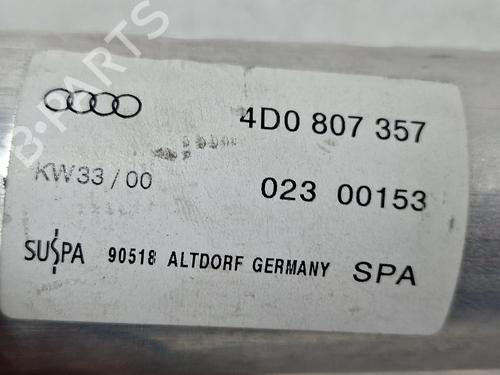 4D0 807 357
KW33/00
023 00153
SUSPA 90518 ALTDORF GERMANY SPA
B-PARTS